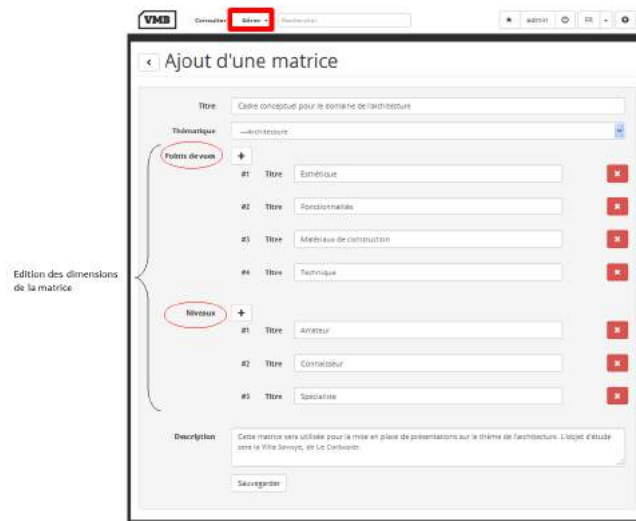 VMB Consulter Gérer Rechercher admin
Ajout d'une matrice
Titre Cadre conceptuel pour le domaine de l'architecture
Thématique ---Architecture
Points de vues +
#1 Titre Esthétique
#2 Titre Fonctionnalités
#3 Titre Matériaux de construction
#4 Titre Technique
Edition des dimensions
de la matrice
Niveaux +
#1 Titre Amateur
#2 Titre Connaisseur
#3 Titre Spécialiste
Description Cette matrice sera utilisée pour la mise en place de présentations sur le thème de l'architecture. L'objet d'étude
sera la Villa Savoye, de Le Corbusier.
Sauvegarder